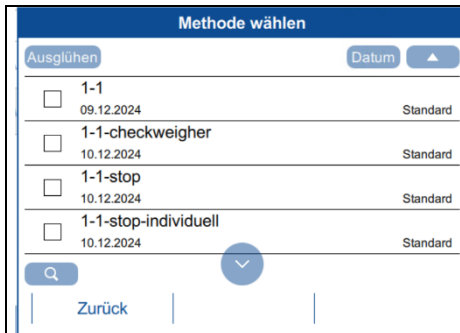 Methode wählen
Ausglühen Datum
1-1
09.12.2024 Standard
1-1-checkweigher
10.12.2024 Standard
1-1-stop
10.12.2024 Standard
1-1-stop-individuell
10.12.2024 Standard
Zurück